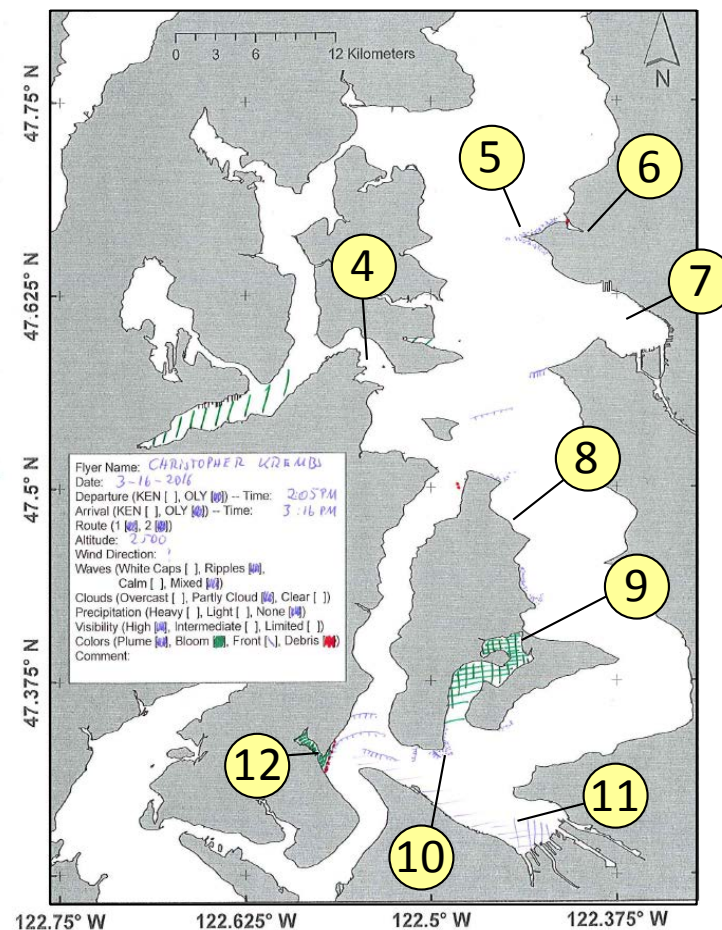 0 3 6 12 Kilometers
N
47.75° N
5
6
4
7
47.625° N
Flyer Name: CHRISTOPHER KREMBS
Date: 3-16-2016
Departure (KEN [ ], OLY [ ]) -- Time: 2:05 PM
Arrival (KEN [ ], OLY [ ]) -- Time: 3:16 PM
Route (1 [ ], 2 [ ])
Altitude: 2500
Wind Direction: ?
Waves (White Caps [ ], Ripples [ ],
Calm [ ], Mixed [ ])
Clouds (Overcast [ ], Partly Cloud [ ], Clear [ ])
Precipitation (Heavy [ ], Light [ ], None [ ])
Visibility (High [ ], Intermediate [ ], Limited [ ])
Colors (Plume [ ], Bloom [ ], Front [\], Debris [ ])
Comment:
47.5° N
8
9
47.375° N
12
11
10
122.75° W 122.625° W 122.5° W 122.375° W